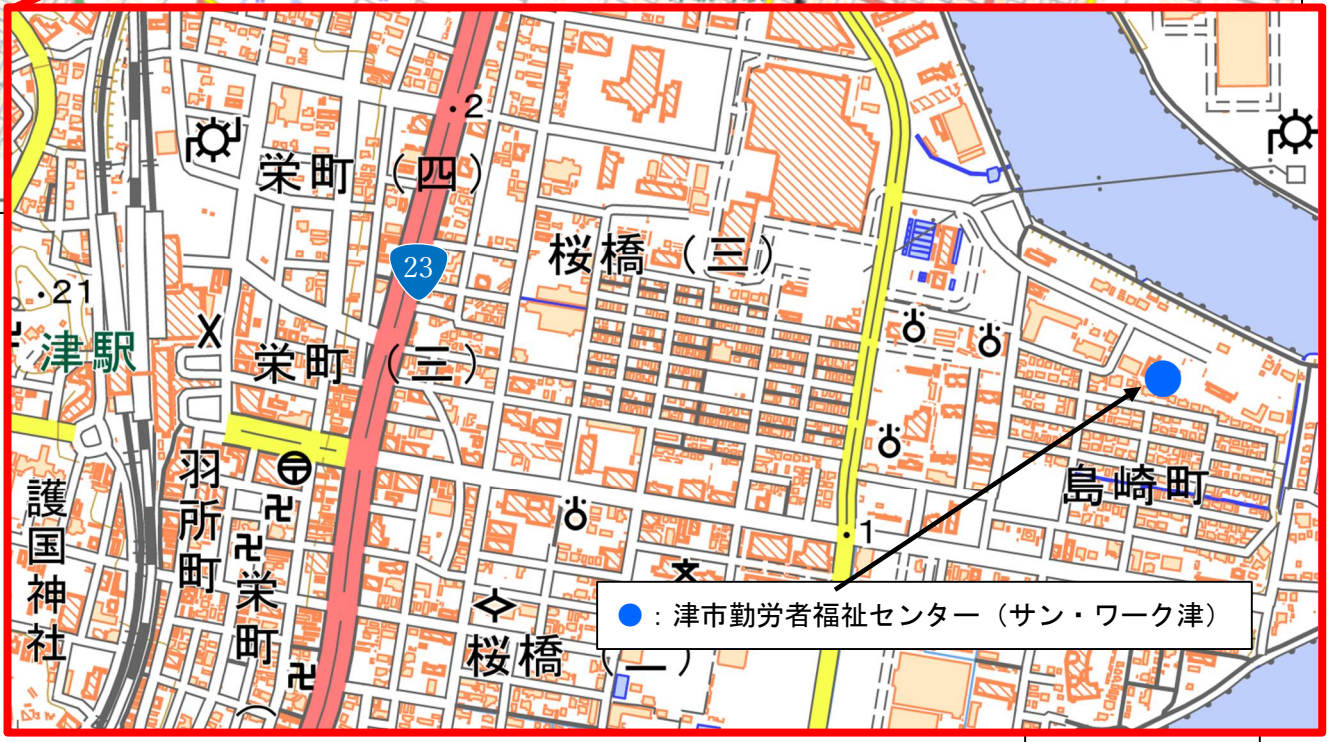 ・2
栄町（四）
23
桜橋（三）
・21
津駅
栄町（三）
羽所町
島崎町
護国神社
・1
栄町（
●：津市勤労者福祉センター（サン・ワーク津）
桜橋（二）